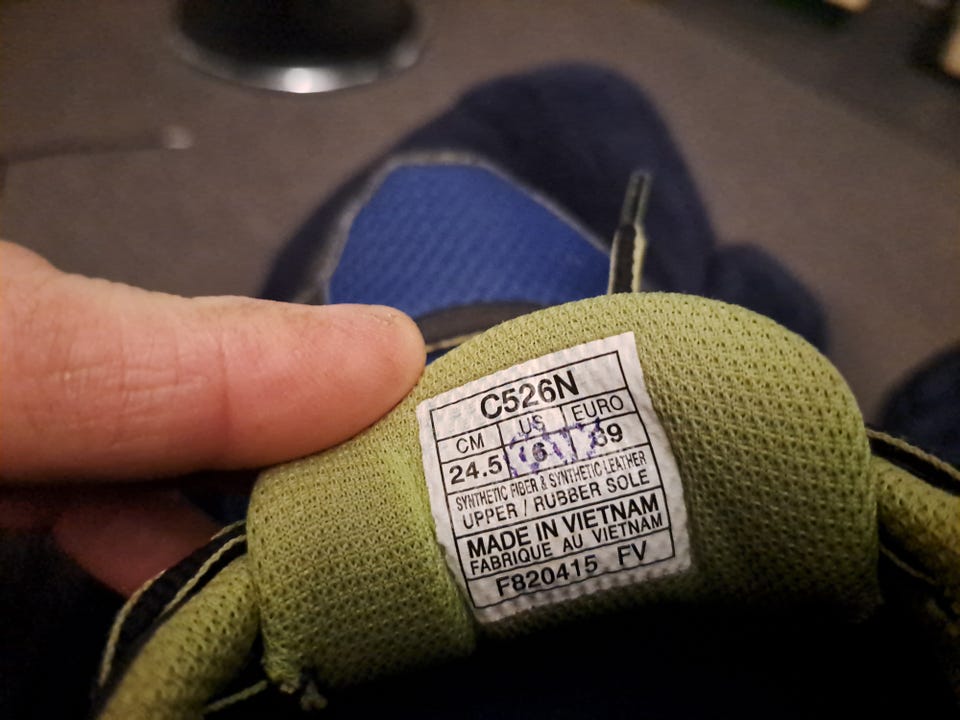 C526N
CM US EURO
24.5 6 39
SYNTHETIC FIBER & SYNTHETIC LEATHER
UPPER / RUBBER SOLE
MADE IN VIETNAM
FABRIQUE AU VIETNAM
F820415 FV